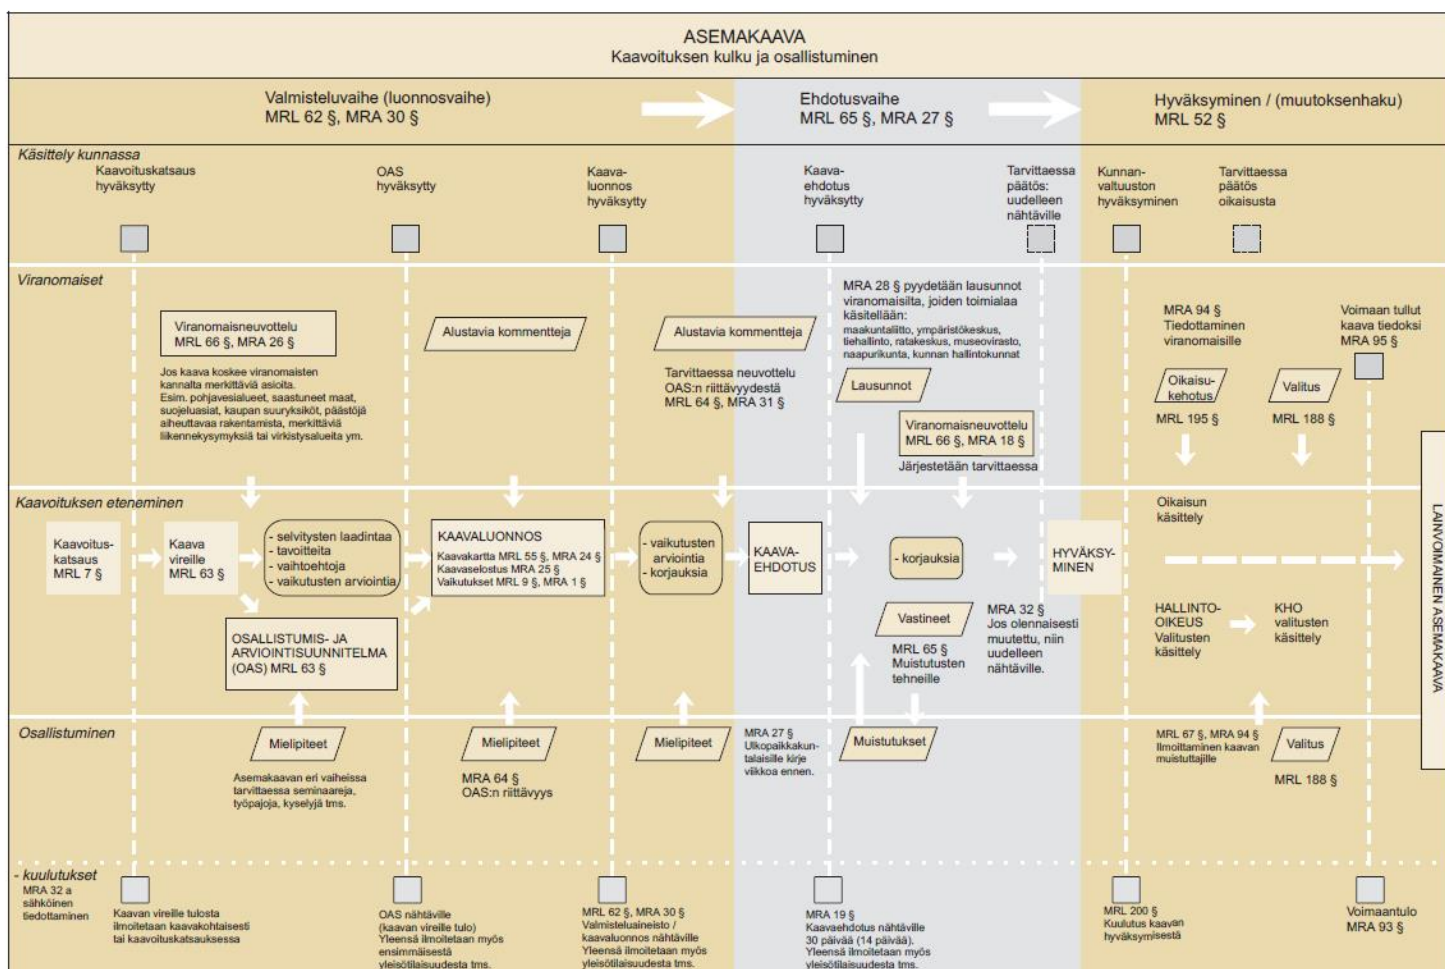 ASEMAKAAVA
Kaavoituksen kulku ja osallistuminen
Valmisteluvaihe (luonnosvaihe)
MRL 62 §, MRA 30 §
Ehdotusvaihe
MRL 65 §, MRA 27 §
Hyväksyminen / (muutoksenhaku)
MRL 52 §
Käsittely kunnassa
Kaavoituskatsaus
hyväksytty
OAS
hyväksytty
Kaava-
luonnos
hyväksytty
Kaava-
ehdotus
hyväksytty
Tarvittaessa
päätös:
uudelleen
nähtäville
Kunnan-
valtuuston
hyväksyminen
Tarvittaessa
päätös
oikaisusta
Viranomaiset
Viranomaisneuvottelu
MRL 66 §, MRA 26 §
Jos kaava koskee viranomaisten
kannalta merkittäviä asioita.
Esim. pohjavesialueet, saastuneet maat,
suojeluasiat, kaupan suuryksiköt, päästöjä
aiheuttavaa rakentamista, merkittäviä
liikennekysymyksiä tai virkistysalueita ym.
Alustavia kommentteja
Alustavia kommentteja
Tarvittaessa neuvottelu
OAS:n riittävyydestä
MRL 64 §, MRA 31 §
MRA 28 § pyydetään lausunnot
viranomaisilta, joiden toimialaa
käsitellään:
maakuntaliitto, ympäristökeskus,
tiehallinto, ratakeskus, museovirasto,
naapurikunta, kunnan hallintokunnat
Lausunnot
Viranomaisneuvottelu
MRL 66 §, MRA 18 §
Järjestetään tarvittaessa
MRA 94 §
Tiedottaminen
viranomaisille
Oikaisu-
kehotus
MRL 195 §
Valitus
MRL 188 §
Voimaan tullut
kaava tiedoksi
MRA 95 §
Kaavoituksen eteneminen
Kaavoitus-
katsaus
MRL 7 §
Kaava
vireille
MRL 63 §
- selvitysten laadintaa
- tavoitteita
- vaihtoehtoja
- vaikutusten arviointia
OSALLISTUMIS- JA
ARVIOINTISUUNNITELMA
(OAS) MRL 63 §
KAAVALUONNOS
Kaavakartta MRL 55 §, MRA 24 §
Kaavaselostus MRA 25 §
Vaikutukset MRL 9 §, MRA 1 §
- vaikutusten
arviointia
- korjauksia
KAAVA-
EHDOTUS
- korjauksia
Vastineet
MRL 65 §
Muistutusten
tehneille
MRA 32 §
Jos olennaisesti
muutettu, niin
uudelleen
nähtäville.
HYVÄKSY-
MINEN
Oikaisun
käsittely
HALLINTO-
OIKEUS
Valitusten
käsittely
KHO
valitusten
käsittely
LAINVOIMAINEN ASEMAKAAVA
Osallistuminen
Mielipiteet
Asemakaavan eri vaiheissa
tarvittaessa seminaareja,
työpajoja, kyselyjä tms.
Mielipiteet
MRA 64 §
OAS:n riittävyys
Mielipiteet
MRA 27 §
Ulkopaikkakun-
talaisille kirje
viikkoa ennen.
Muistutukset
MRL 67 §, MRA 94 §
Ilmoittaminen kaavan
muistuttajille
Valitus
MRL 188 §
- kuulutukset
MRA 32 a
sähköinen
tiedottaminen
Kaavan vireille tulosta
ilmoitetaan kaavakohtaisesti
tai kaavoituskatsauksessa
OAS nähtäville
(kaavan vireille tulo)
Yleensä ilmoitetaan myös
ensimmäisestä
yleisötilaisuudesta tms.
MRL 62 §, MRA 30 §
Valmisteluaineisto /
kaavaluonnos nähtäville
Yleensä ilmoitetaan myös
yleisötilaisuudesta tms.
MRA 19 §
Kaavaehdotus nähtäville
30 päivää (14 päivää).
Yleensä ilmoitetaan myös
yleisötilaisuudesta tms.
MRL 200 §
Kuulutus kaavan
hyväksymisestä
Voimaantulo
MRA 93 §